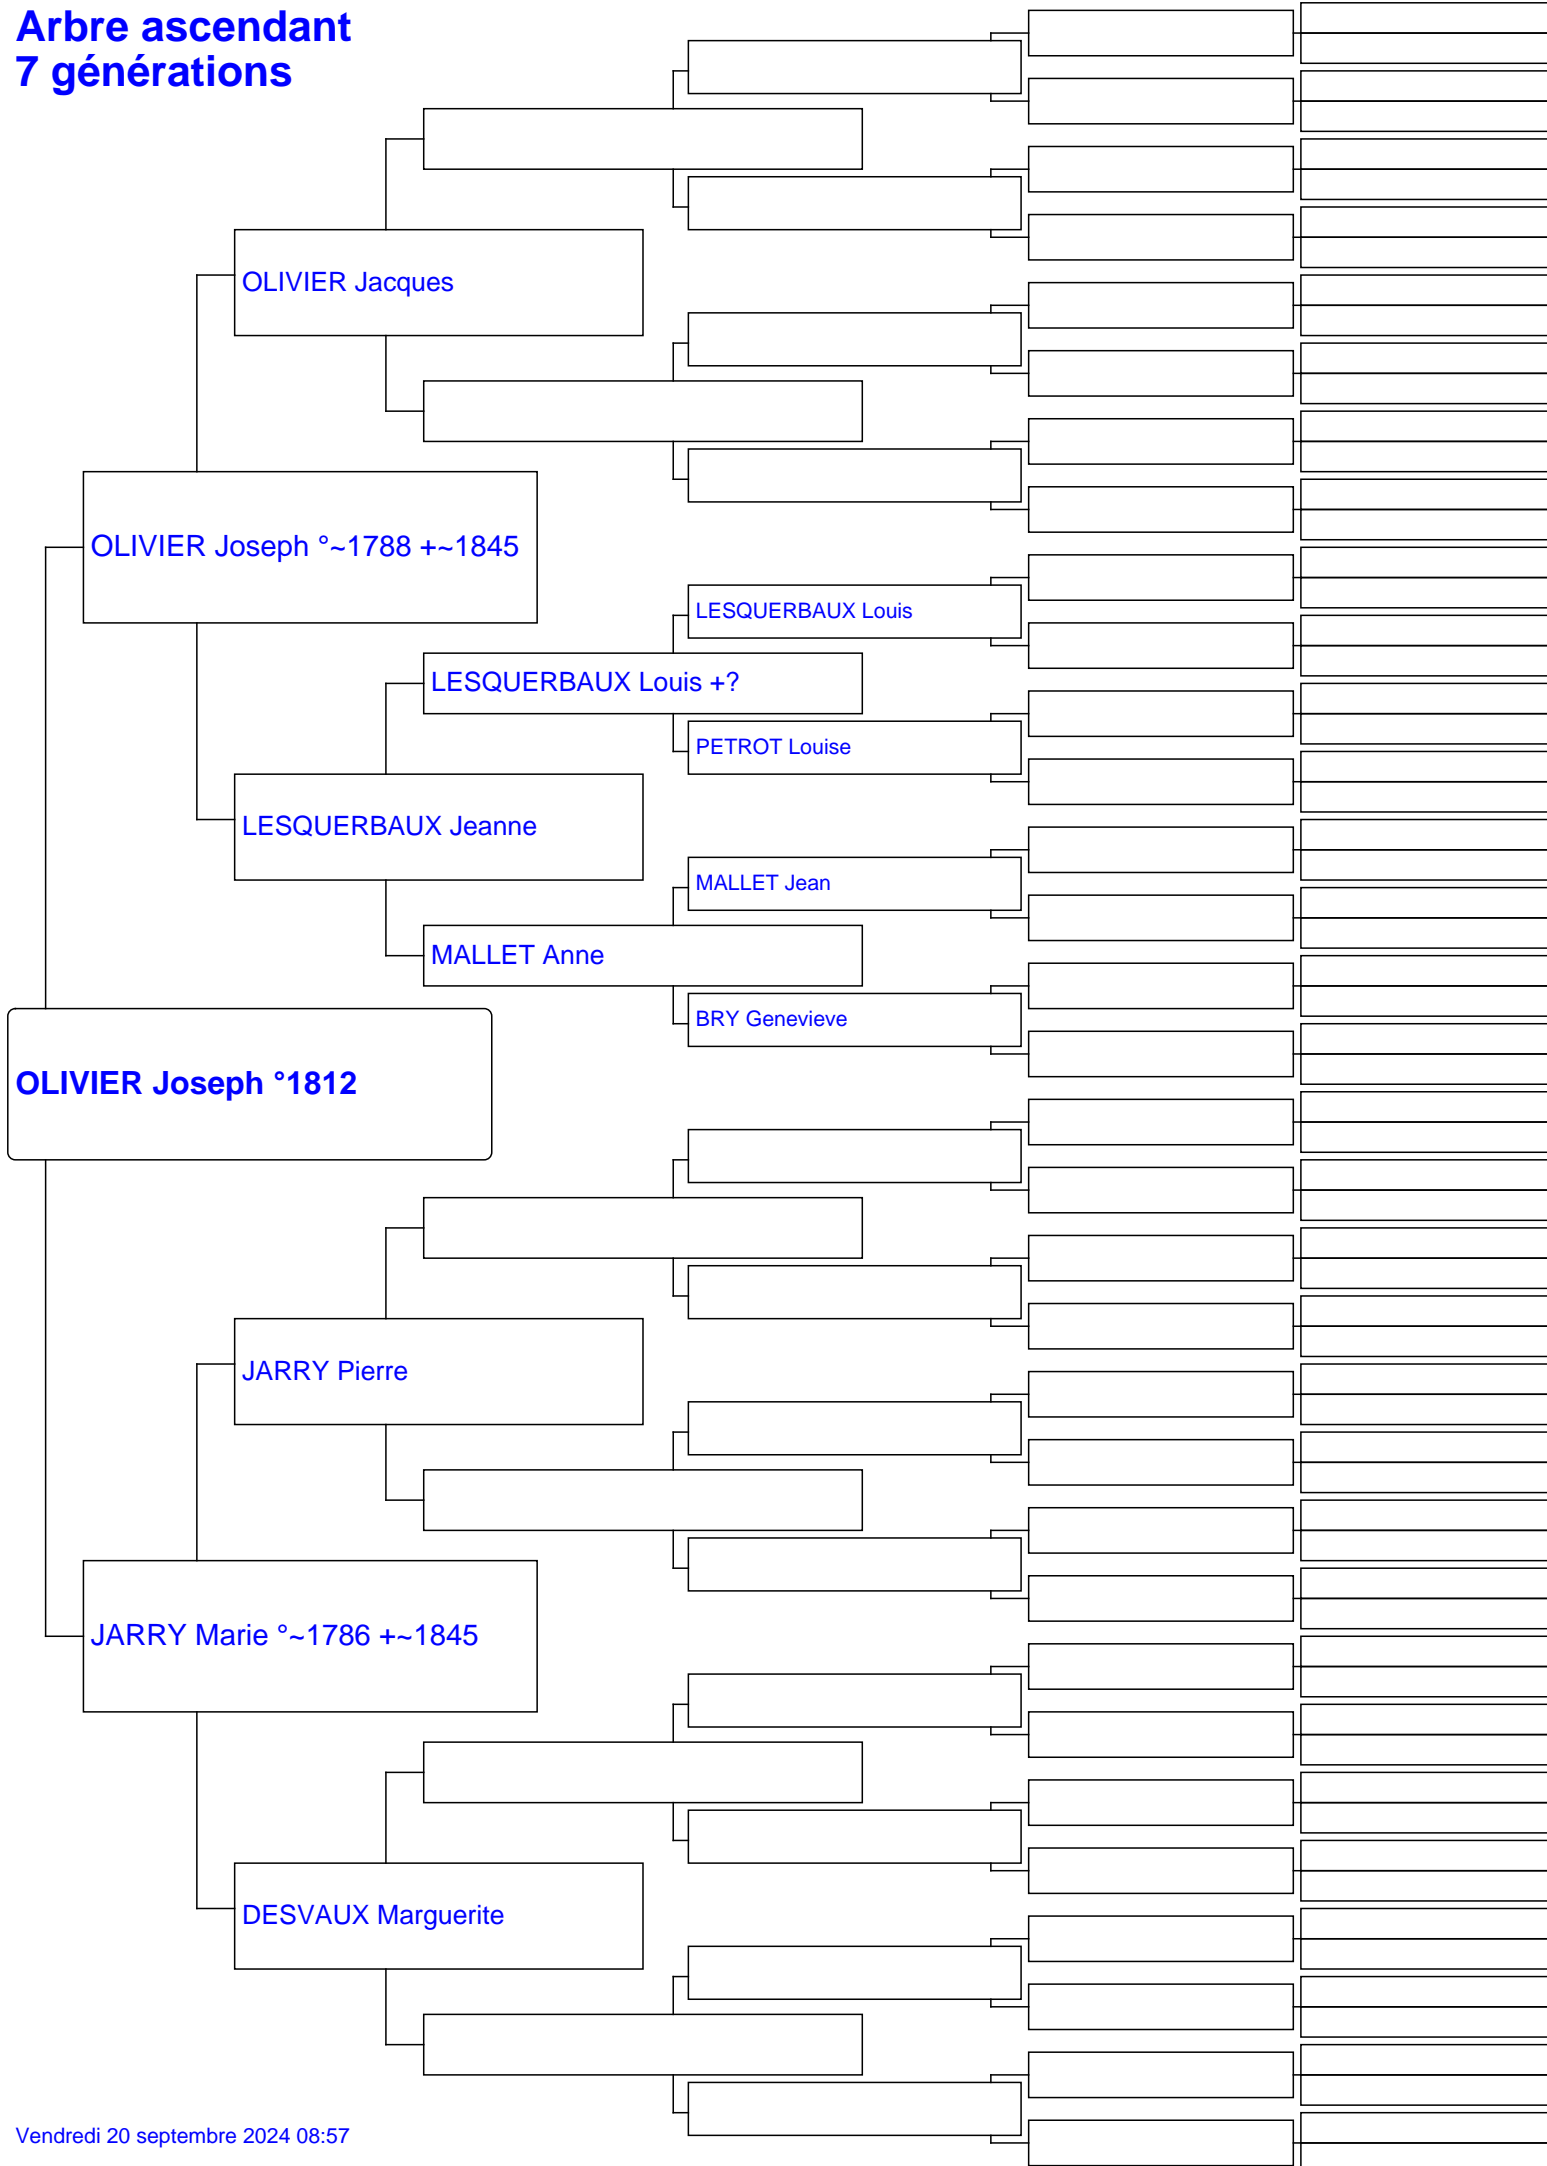 Arbre ascendant
7 générations
OLIVIER Jacques
OLIVIER Joseph °~1788 +~1845
LESQUERBAUX Louis
LESQUERBAUX Louis +?
PETROT Louise
LESQUERBAUX Jeanne
MALLET Jean
MALLET Anne
BRY Genevieve
OLIVIER Joseph °1812
JARRY Pierre
JARRY Marie °~1786 +~1845
DESVAUX Marguerite
Vendredi 20 septembre 2024 08:57